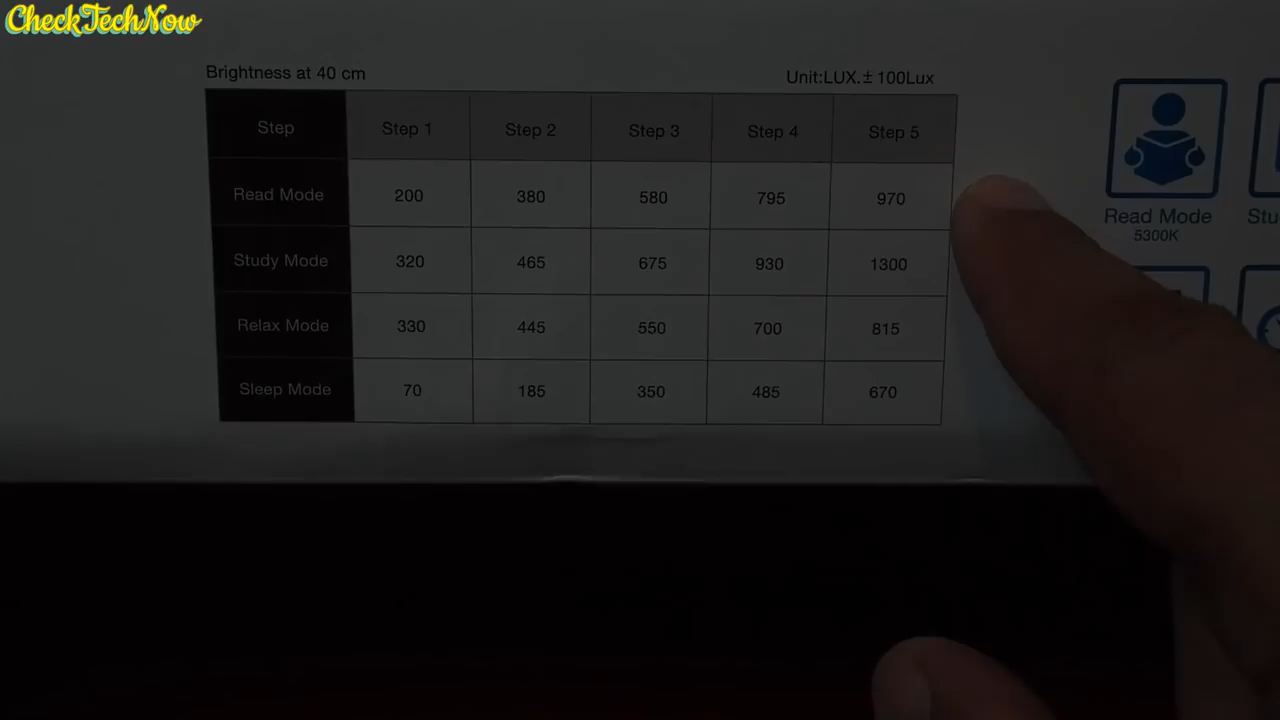 CheckTechNow
Brightness at 40 cm
Unit:LUX.± 100Lux
Step Step 1 Step 2 Step 3 Step 4 Step 5
Read Mode 200 380 580 795 970
Study Mode 320 465 675 930 1300
Relax Mode 330 445 550 700 815
Sleep Mode 70 185 350 485 670
Read Mode
5300K
Stu